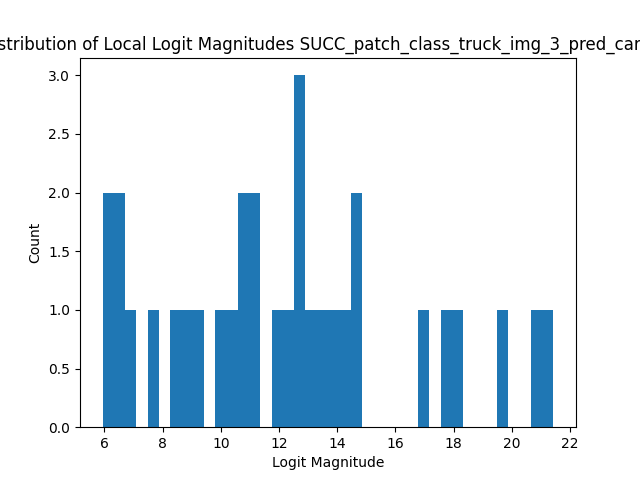 stribution of Local Logit Magnitudes SUCC_patch_class_truck_img_3_pred_car
3.0
2.5
2.0
1.5
1.0
0.5
0.0
Count
6 8 10 12 14 16 18 20 22
Logit Magnitude